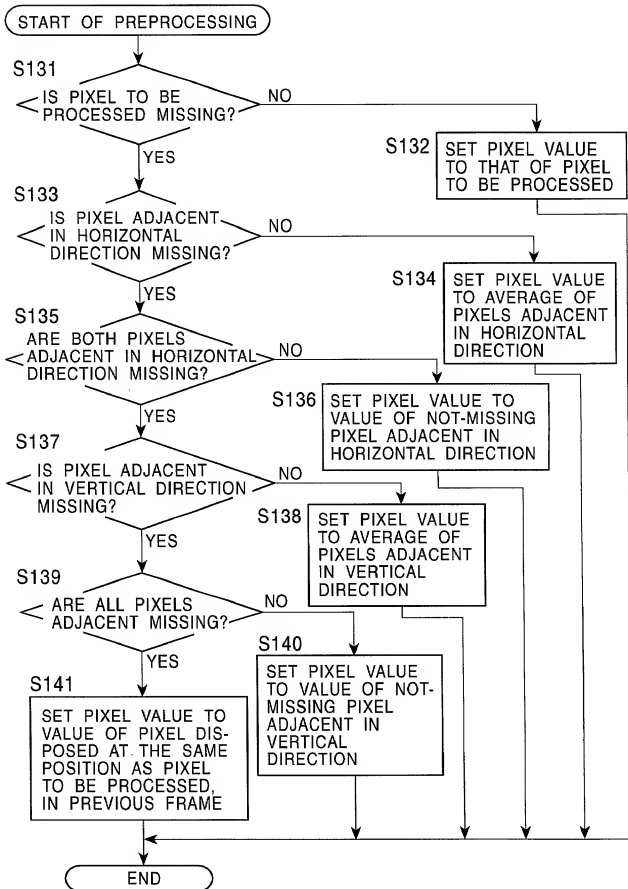 START OF PREPROCESSING
S131
IS PIXEL TO BE
PROCESSED MISSING?
NO
YES
S132
SET PIXEL VALUE
TO THAT OF PIXEL
TO BE PROCESSED
S133
IS PIXEL ADJACENT
IN HORIZONTAL
DIRECTION MISSING?
NO
YES
S134
SET PIXEL VALUE
TO AVERAGE OF
PIXELS ADJACENT
IN HORIZONTAL
DIRECTION
S135
ARE BOTH PIXELS
ADJACENT IN HORIZONTAL
DIRECTION MISSING?
NO
YES
S136
SET PIXEL VALUE TO
VALUE OF NOT-MISSING
PIXEL ADJACENT IN
HORIZONTAL DIRECTION
S137
IS PIXEL ADJACENT
IN VERTICAL DIRECTION
MISSING?
NO
YES
S138
SET PIXEL VALUE
TO AVERAGE OF
PIXELS ADJACENT
IN VERTICAL
DIRECTION
S139
ARE ALL PIXELS
ADJACENT MISSING?
NO
YES
S140
SET PIXEL VALUE
TO VALUE OF NOT-
MISSING PIXEL
ADJACENT IN
VERTICAL
DIRECTION
S141
SET PIXEL VALUE TO
VALUE OF PIXEL DIS-
POSED AT THE SAME
POSITION AS PIXEL
TO BE PROCESSED,
IN PREVIOUS FRAME
END